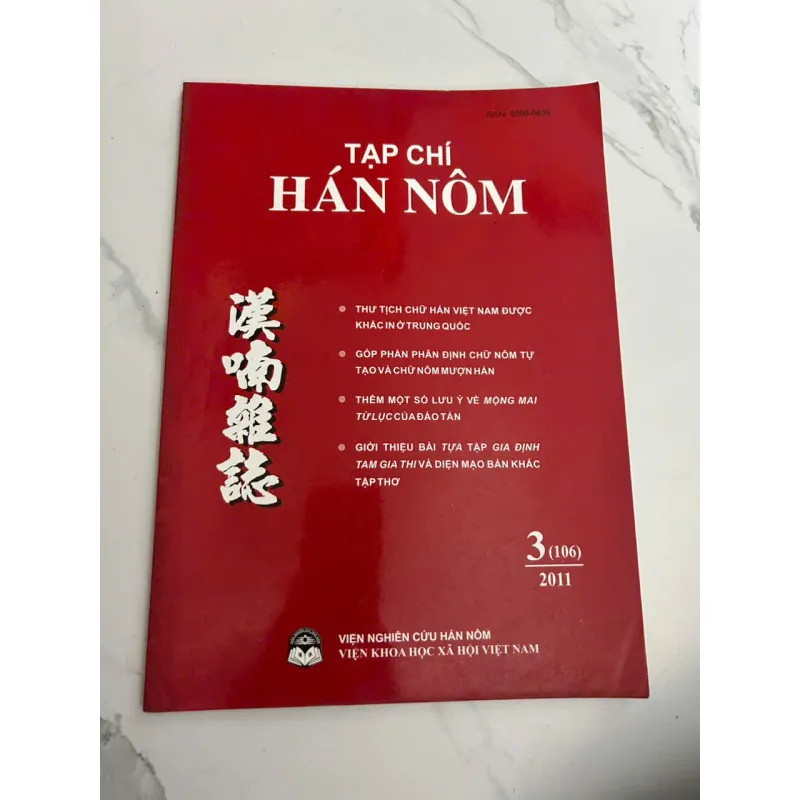 TẠP CHÍ
HÁN NÔM
漢喃雜誌
THƯ TỊCH CHỮ HÁN VIỆT NAM ĐƯỢC
KHẮC IN Ở TRUNG QUỐC
GÓP PHẦN PHÂN ĐỊNH CHỮ NÔM TỰ
TẠO VÀ CHỮ NÔM MƯỢN HÁN
THÊM MỘT SỐ LƯU Ý VỀ MỘNG MAI
TỪ LỤC CỦA ĐÀO TẤN
GIỚI THIỆU BÀI TỰA TẬP GIA ĐỊNH
TAM GIA THI VÀ DIỆN MẠO BẢN KHẮC
TẬP THƠ
3 (106)
2011
VIỆN NGHIÊN CỨU HÁN NÔM
VIỆN KHOA HỌC XÃ HỘI VIỆT NAM